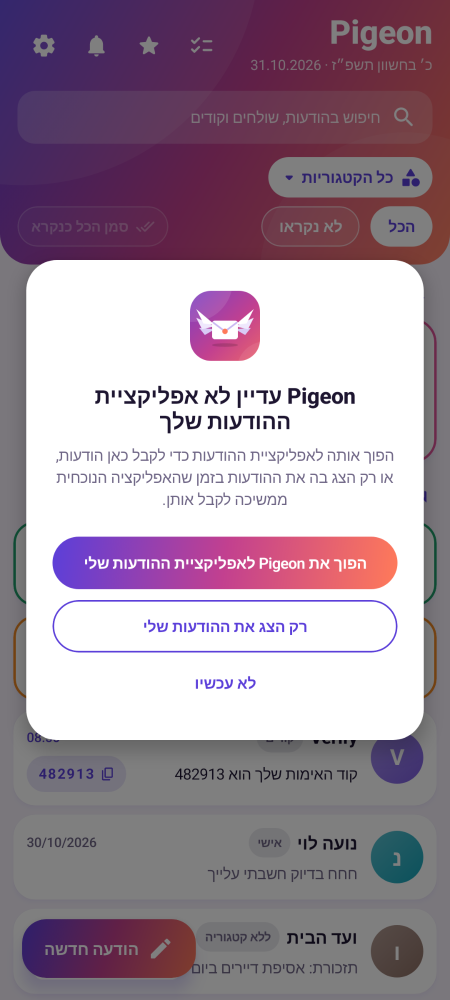 Pigeon
כ׳ בחשוון תשפ״ז · 31.10.2026
חיפוש בהודעות, שולחים וקודים
כל הקטגוריות
הכל
לא נקראו
סמן הכל כנקרא
Pigeon עדיין לא אפליקציית
ההודעות שלך
הפוך אותה לאפליקציית ההודעות כדי לקבל כאן הודעות,
או רק הצג בה את ההודעות בזמן שהאפליקציה הנוכחית
ממשיכה לקבל אותן.
הפוך את Pigeon לאפליקציית ההודעות שלי
רק הצג את ההודעות שלי
לא עכשיו
V
קוד האימות שלך הוא 482913
482913
נ
נועה לוי
אישי
30/10/2026
חחח בדיוק חשבתי עלייך
ו
ועד הבית
ללא קטגוריה
תזכורת: אסיפת דיירים ביום
הודעה חדשה